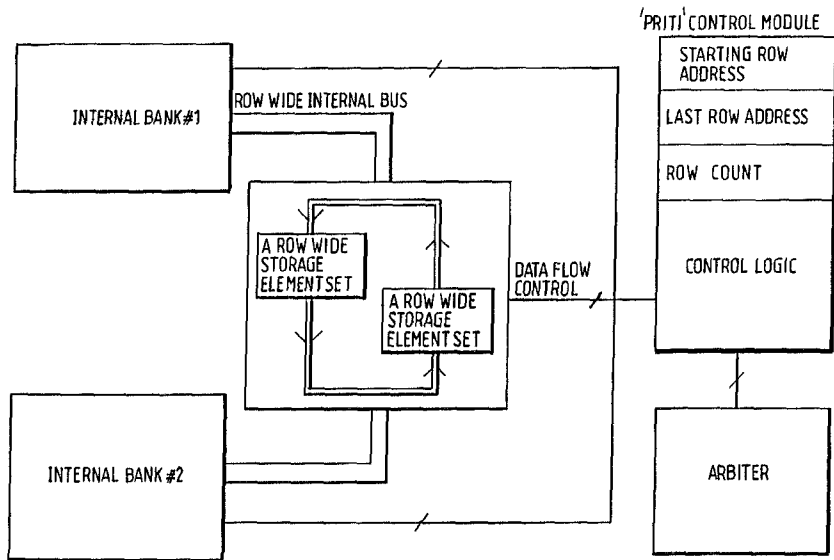 'PRITI' CONTROL MODULE
STARTING ROW
ADDRESS
LAST ROW ADDRESS
ROW COUNT
CONTROL LOGIC
INTERNAL BANK#1
ROW WIDE INTERNAL BUS
A ROW WIDE
STORAGE
ELEMENT SET
A ROW WIDE
STORAGE
ELEMENT SET
DATA FLOW
CONTROL
INTERNAL BANK #2
ARBITER